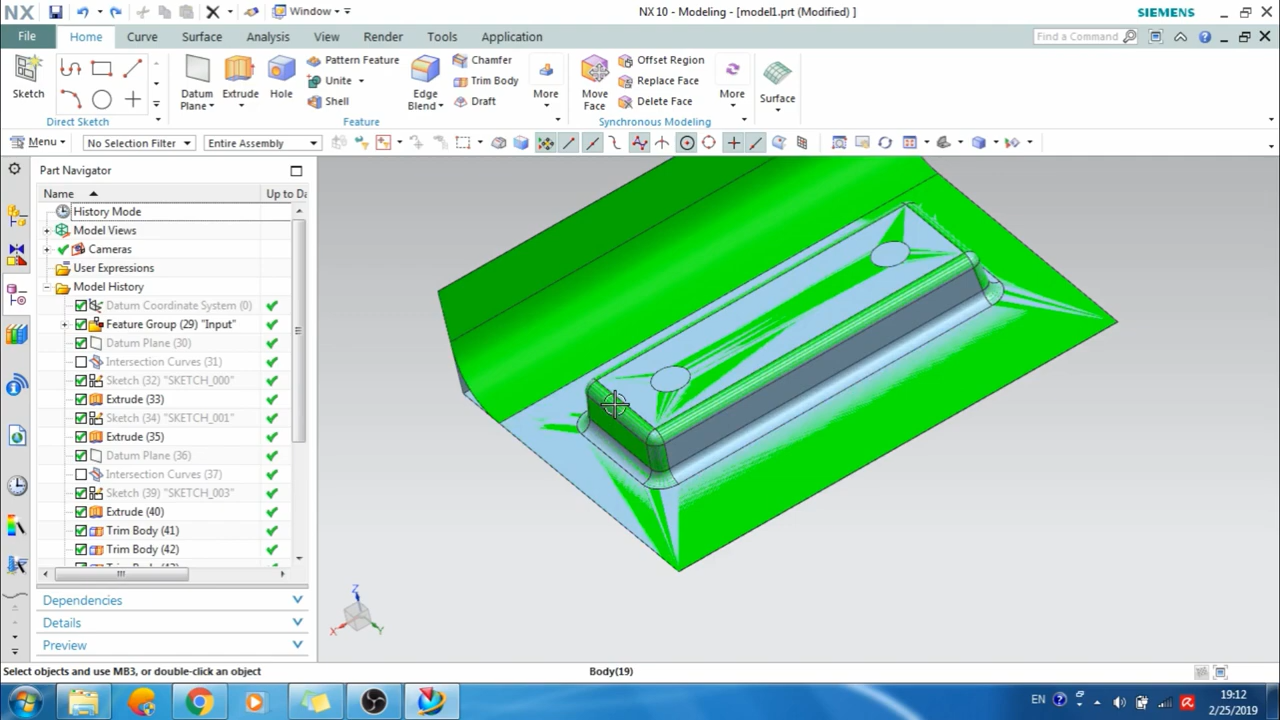 NX
Window
NX 10 - Modeling - [model1.prt (Modified) ]
SIEMENS
File
Home
Curve
Surface
Analysis
View
Render
Tools
Application
Find a Command
Sketch
Direct Sketch
Datum
Plane
Extrude
Hole
Pattern Feature
Unite
Shell
Edge
Blend
Chamfer
Trim Body
Draft
More
Feature
Move
Face
Offset Region
Replace Face
Delete Face
More
Synchronous Modeling
Surface
Menu
No Selection Filter
Entire Assembly
Part Navigator
Name
Up to Da
History Mode
Model Views
Cameras
User Expressions
Model History
Datum Coordinate System (0)
Feature Group (29) "Input"
Datum Plane (30)
Intersection Curves (31)
Sketch (32) "SKETCH_000"
Extrude (33)
Sketch (34) "SKETCH_001"
Extrude (35)
Datum Plane (36)
Intersection Curves (37)
Sketch (39) "SKETCH_003"
Extrude (40)
Trim Body (41)
Trim Body (42)
Dependencies
Details
Preview
Z
X
Y
Select objects and use MB3, or double-click an object
Body(19)
EN
19:12
2/25/2019